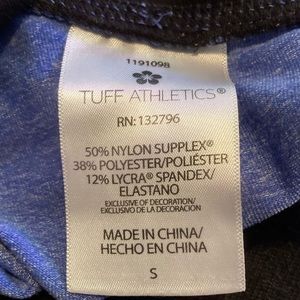 1191098
TUFF ATHLETICS®
RN: 132796
50% NYLON SUPPLEX®
38% POLYESTER/POLIÉSTER
12% LYCRA® SPANDEX/
ELASTANO
EXCLUSIVE OF DECORATION/
EXCLUSIVO DE LA DECORACION
MADE IN CHINA/
HECHO EN CHINA
S